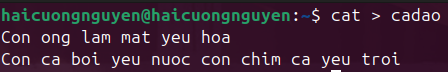 haicuongnguyen@haicuongnguyen:~$ cat > cadao
Con ong lam mat yeu hoa
Con ca boi yeu nuoc con chim ca yeu troi